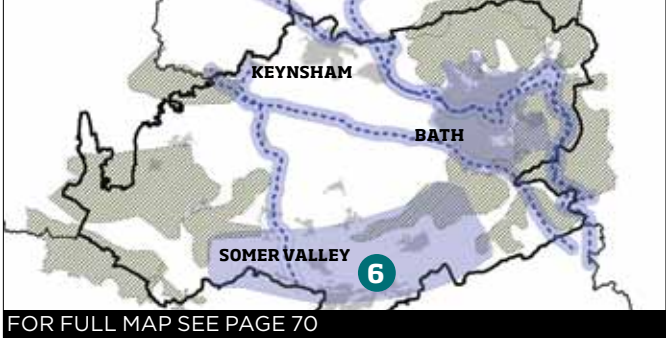 KEYNSHAM
BATH
SOMER VALLEY
6
FOR FULL MAP SEE PAGE 70